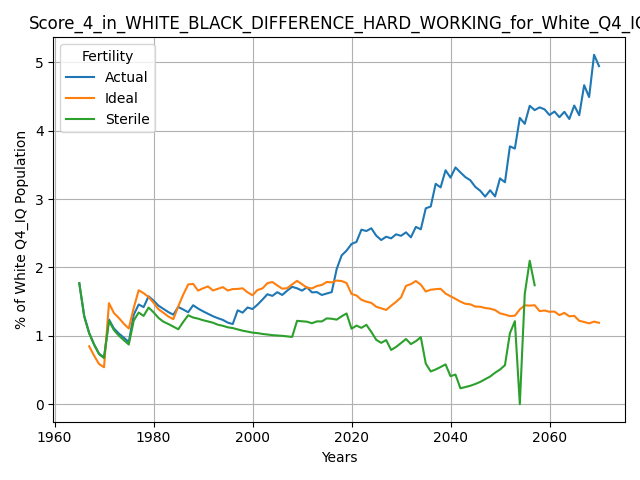 Score_4_in_WHITE_BLACK_DIFFERENCE_HARD_WORKING_for_White_Q4_IQ
Fertility
Actual
Ideal
Sterile
% of White Q4_IQ Population
5
4
3
2
1
0
1960
1980
2000
2020
2040
2060
Years